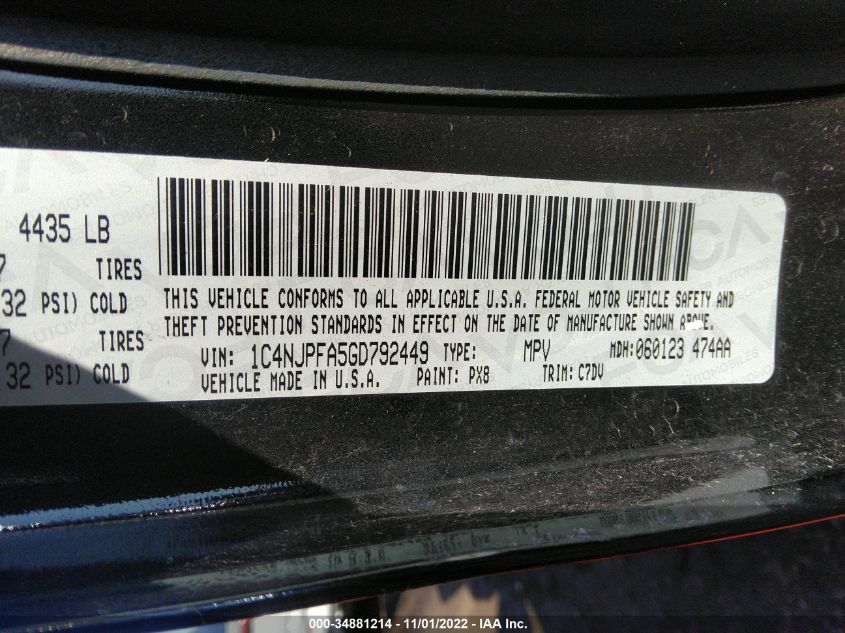 4435 LB
7 TIRES
32 PSI) COLD
THIS VEHICLE CONFORMS TO ALL APPLICABLE U.S.A. FEDERAL MOTOR VEHICLE SAFETY AND
THEFT PREVENTION STANDARDS IN EFFECT ON THE DATE OF MANUFACTURE SHOWN ABOVE.
7 TIRES
32 PSI) COLD
VIN: 1C4NJPFA5GD792449 TYPE: MPV MDH:060123 474AA
VEHICLE MADE IN U.S.A. PAINT: PX8 TRIM: C7DV
000-34881214 - 11/01/2022 - IAA Inc.